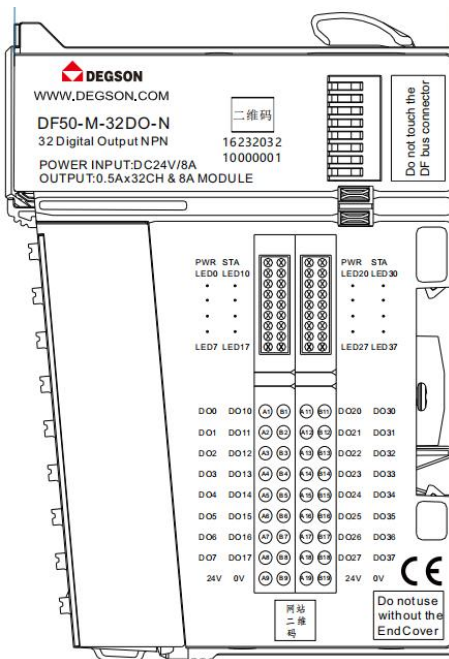 DEGSON
WWW.DEGSON.COM
DF50-M-32DO-N
32 Digital Output NPN
POWER INPUT:DC24V/8A
OUTPUT:0.5Ax32CH & 8A MODULE
二维码
16232032
10000001
Do not touch the
DF bus connector
PWR STA PWR STA
LED0 LED10 LED20 LED30
LED7 LED17 LED27 LED37
DO0 DO10 A1 B1 A11 B11 DO20 DO30
DO1 DO11 A2 B2 A12 B12 DO21 DO31
DO2 DO12 A3 B3 A13 B13 DO22 DO32
DO3 DO13 A4 B4 A14 B14 DO23 DO33
DO4 DO14 A5 B5 A15 B15 DO24 DO34
DO5 DO15 A6 B6 A16 B16 DO25 DO35
DO6 DO16 A7 B7 A17 B17 DO26 DO36
DO7 DO17 A8 B8 A18 B18 DO27 DO37
24V 0V A9 B9 A19 B19 24V 0V
CE
网站
二维
码
Do not use
without the
EndCover